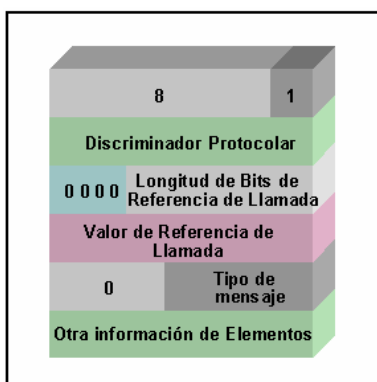 8 1
Discriminador Protocolar
0 0 0 0 Longitud de Bits de
Referencia de Llamada
Valor de Referencia de
Llamada
0 Tipo de
mensaje
Otra información de Elementos